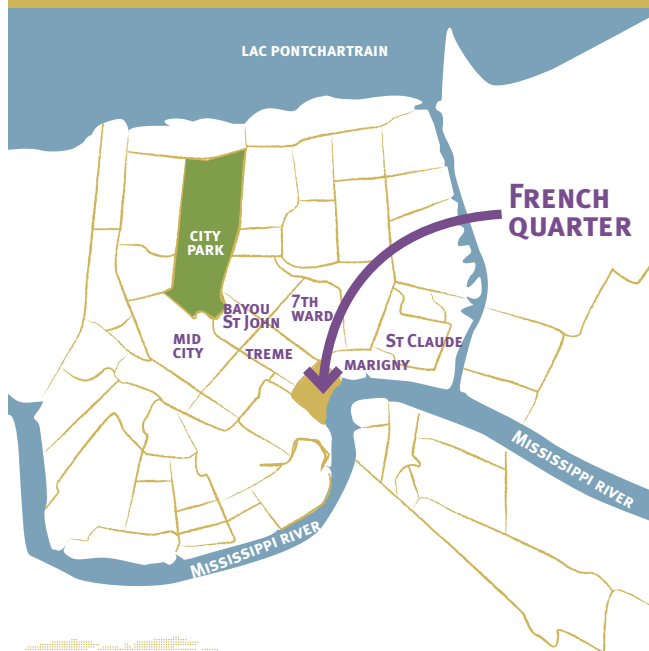 LAC PONTCHARTRAIN
FRENCH
QUARTER
CITY
PARK
BAYOU
ST JOHN
7TH
WARD
MID
CITY
TREME
ST CLAUDE
MARIGNY
MISSISSIPPI RIVER
MISSISSIPPI RIVER